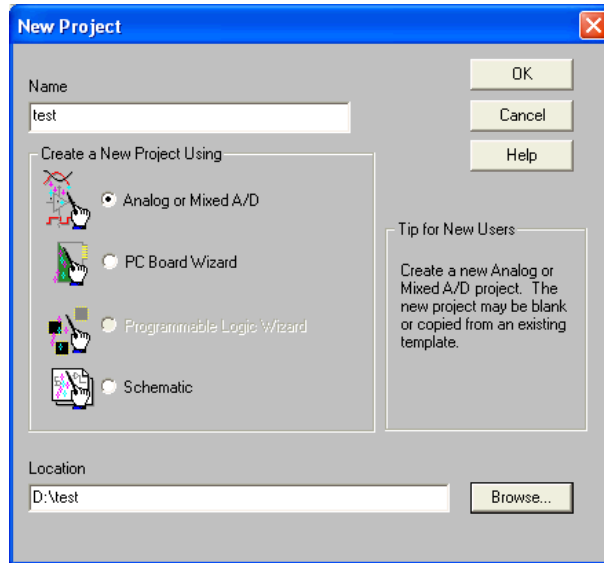 New Project
Name
test
OK
Cancel
Help
Create a New Project Using
Analog or Mixed A/D
PC Board Wizard
Programmable Logic Wizard
Schematic
Tip for New Users
Create a new Analog or
Mixed A/D project. The
new project may be blank
or copied from an existing
template.
Location
D:\test
Browse...